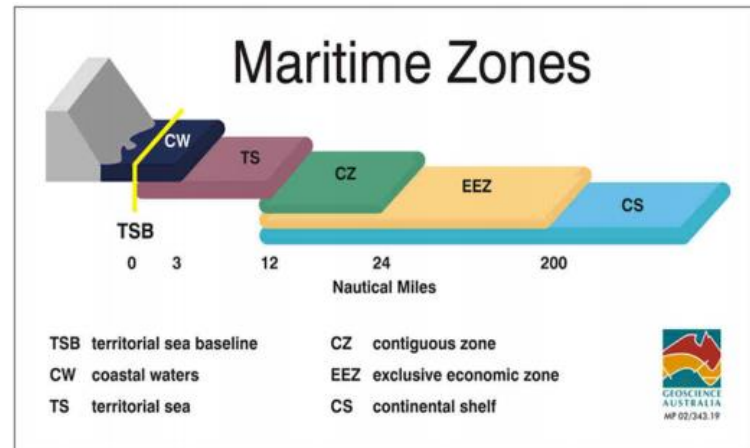 Maritime Zones
CW
TS
CZ
EEZ
CS
TSB
0 3 12 24 200
Nautical Miles
TSB territorial sea baseline
CW coastal waters
TS territorial sea
CZ contiguous zone
EEZ exclusive economic zone
CS continental shelf
GEOSCIENCE
AUSTRALIA
MP 02/343.19